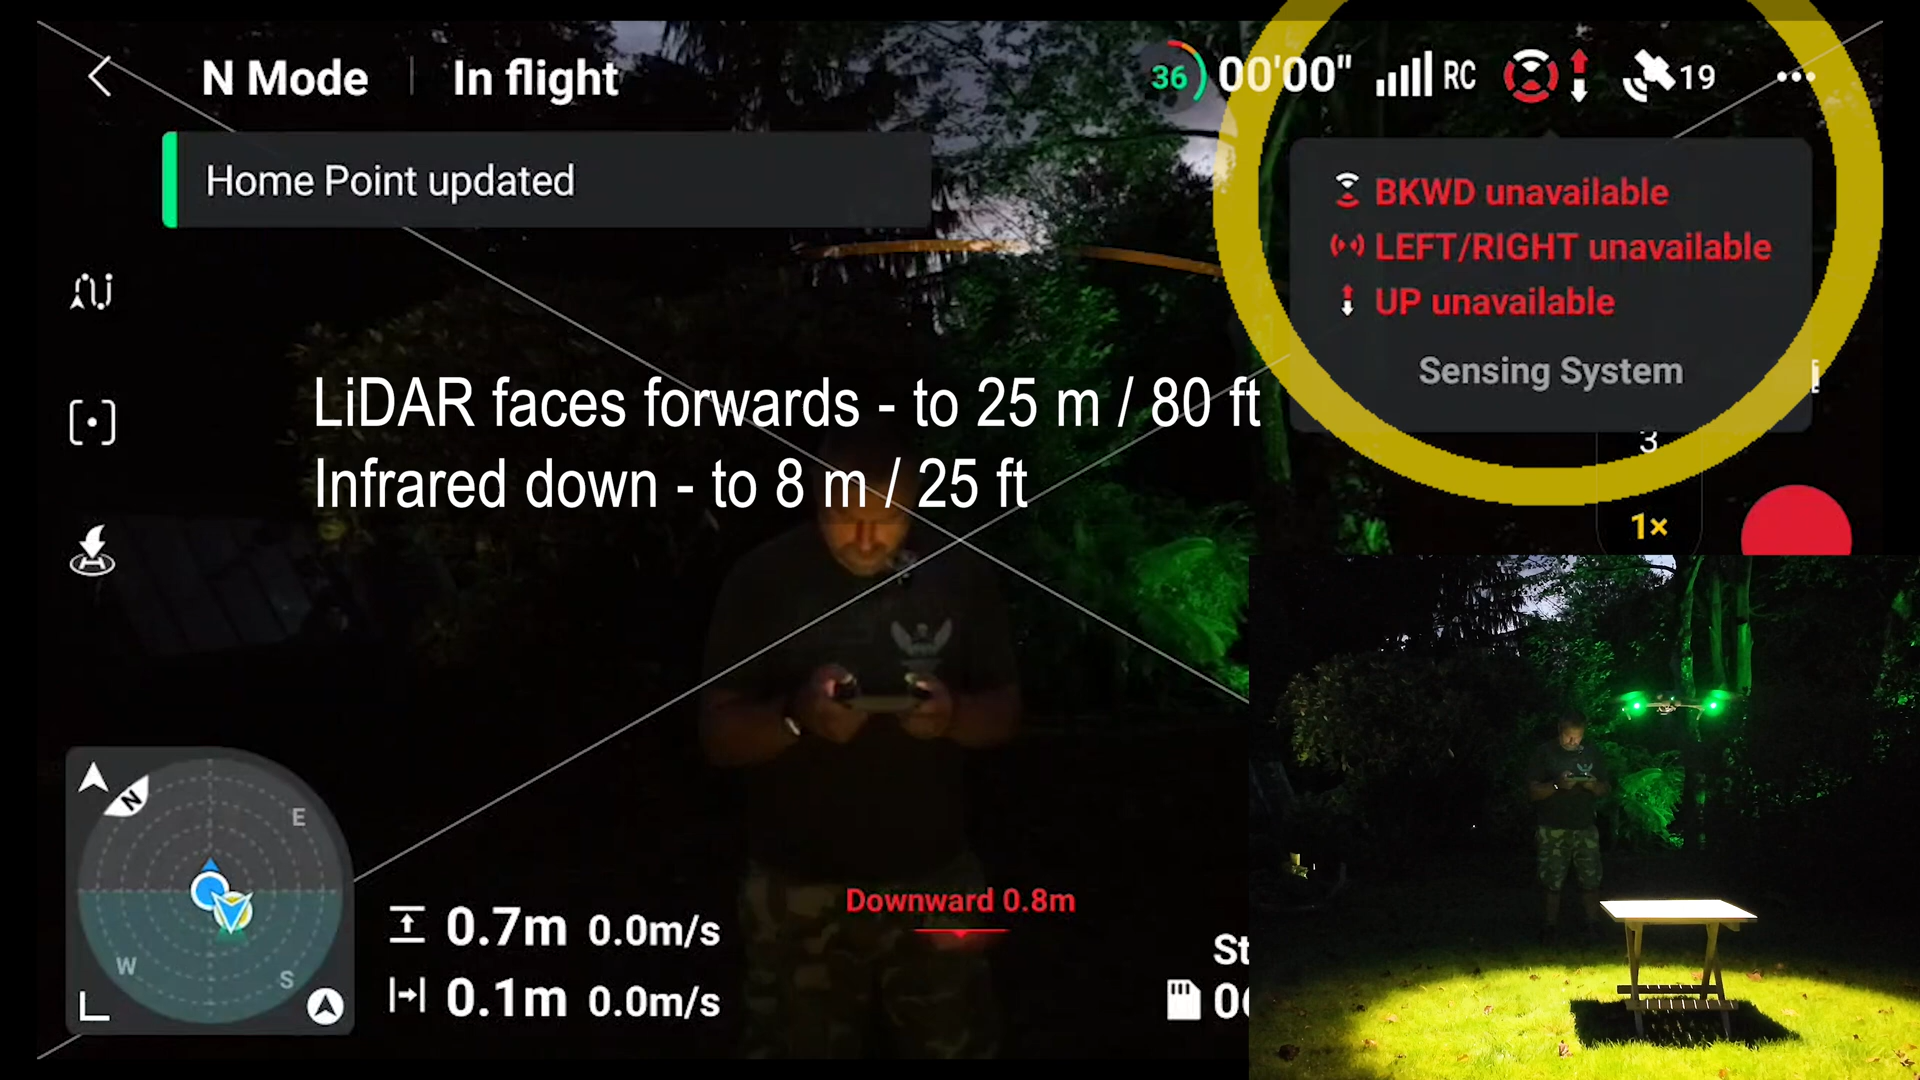 N Mode | In flight
36 00'00" RC 19
Home Point updated
BKWD unavailable
LEFT/RIGHT unavailable
UP unavailable
Sensing System
LiDAR faces forwards - to 25 m / 80 ft
Infrared down - to 8 m / 25 ft
3
1×
N
E
W
S
0.7m 0.0m/s
0.1m 0.0m/s
Downward 0.8m
St